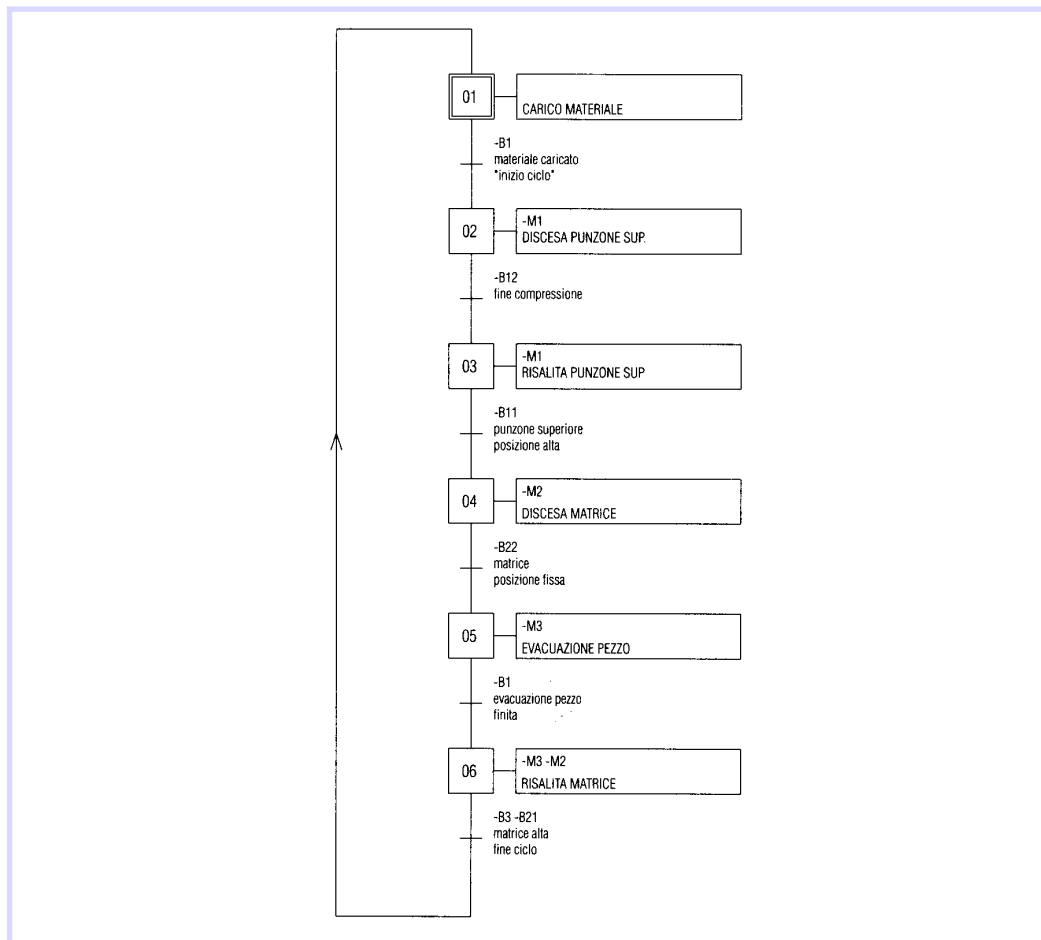 01
CARICO MATERIALE
-B1
materiale caricato
"inizio ciclo"
02
-M1
DISCESA PUNZONE SUP.
-B12
fine compressione
03
-M1
RISALITA PUNZONE SUP
-B11
punzone superiore
posizione alta
04
-M2
DISCESA MATRICE
-B22
matrice
posizione fissa
05
-M3
EVACUAZIONE PEZZO
-B1
evacuazione pezzo
finita
06
-M3 -M2
RISALITA MATRICE
-B3 -B21
matrice alta
fine ciclo